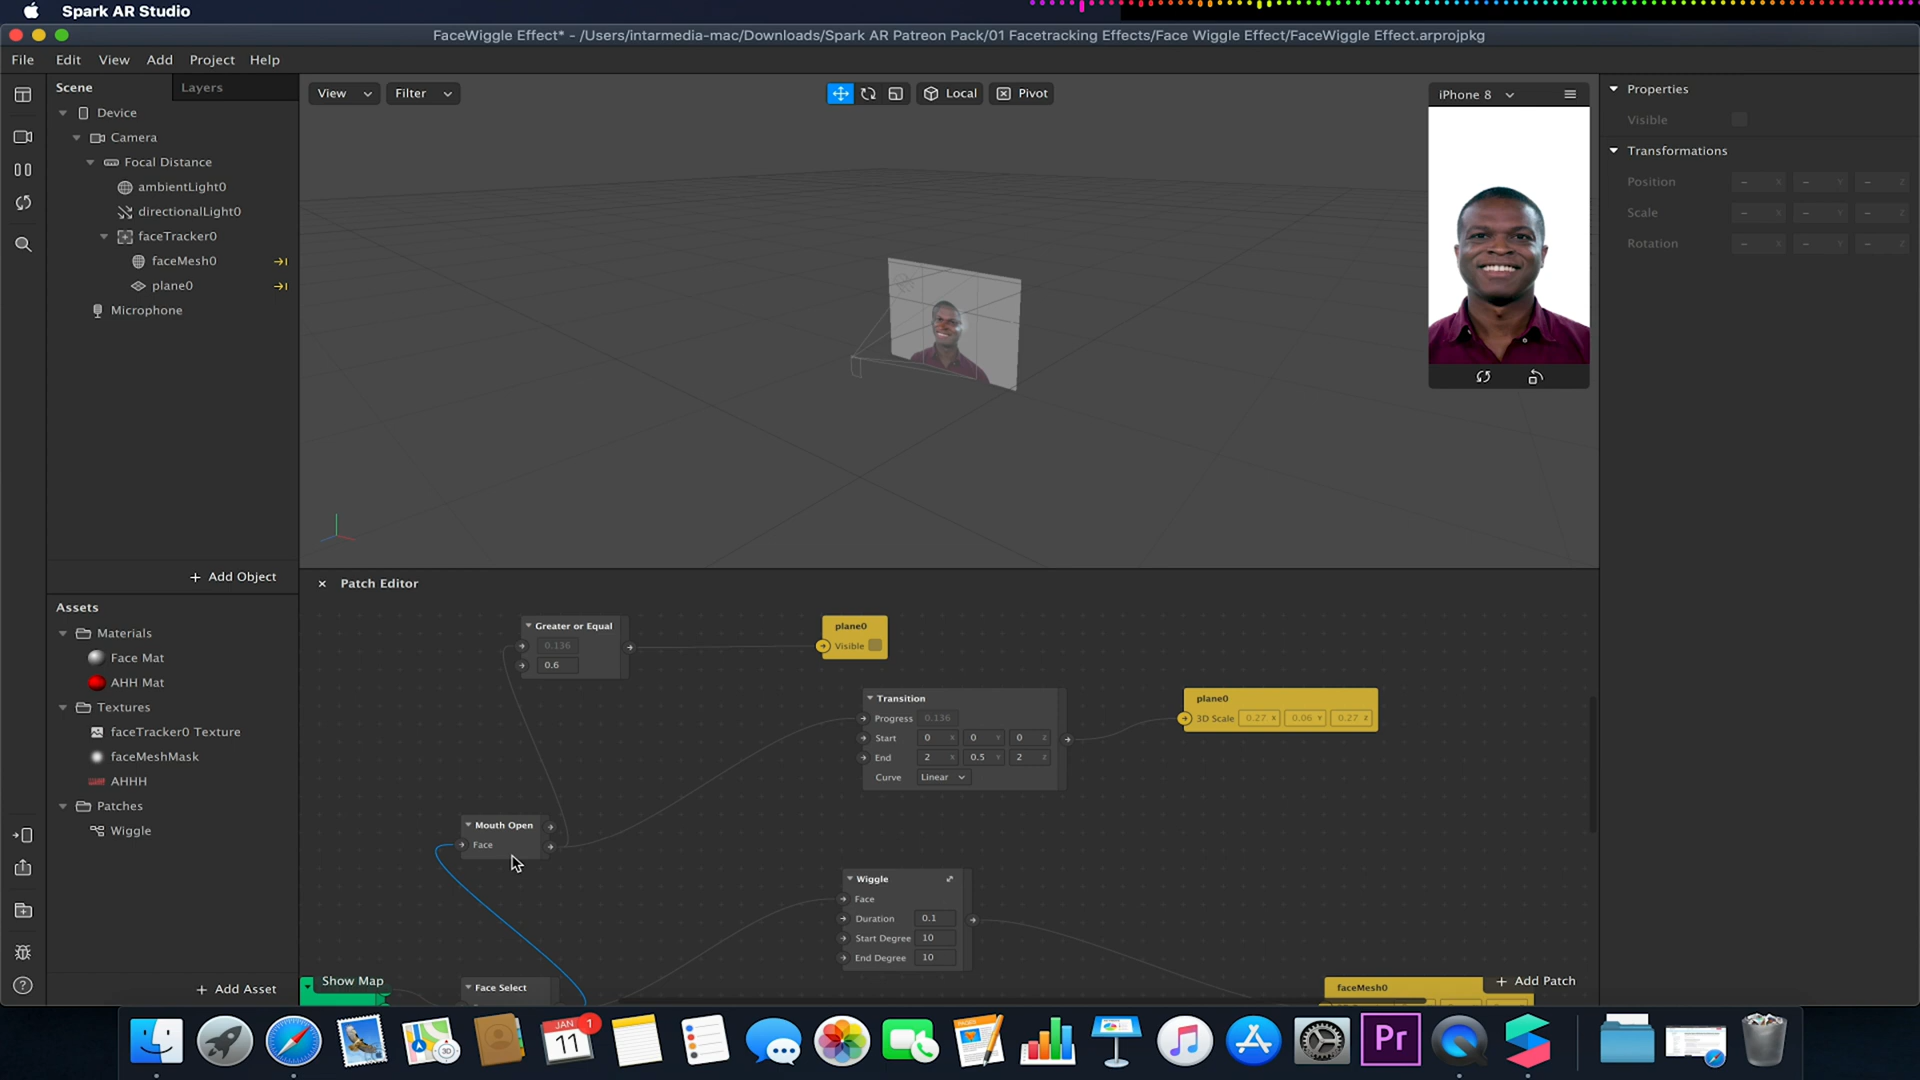 Spark AR Studio
FaceWiggle Effect* - /Users/intarmedia-mac/Downloads/Spark AR Patreon Pack/01 Facetracking Effects/Face Wiggle Effect/FaceWiggle Effect.arprojpkg
File Edit View Add Project Help
Scene Layers
Device
Camera
Focal Distance
ambientLight0
directionalLight0
faceTracker0
faceMesh0
plane0
Microphone
+ Add Object
Assets
Materials
Face Mat
AHH Mat
Textures
faceTracker0 Texture
faceMeshMask
AHHH
Patches
Wiggle
+ Add Asset
View Filter Local Pivot
iPhone 8
Properties
Visible
Transformations
Position - X - Y - Z
Scale - X - Y - Z
Rotation - X - Y - Z
Patch Editor
Greater or Equal
0.136
0.6
plane0
Visible
Transition
Progress 0.136
Start 0 X 0 Y 0 Z
End 2 X 0.5 Y 2 Z
Curve Linear
plane0
3D Scale 0.27 X 0.06 Y 0.27 Z
Mouth Open
Face
Wiggle
Face
Duration 0.1
Start Degree 10
End Degree 10
Show Map
Face Select
faceMesh0
+ Add Patch
JAN
11
1
30
PAGES
Pr